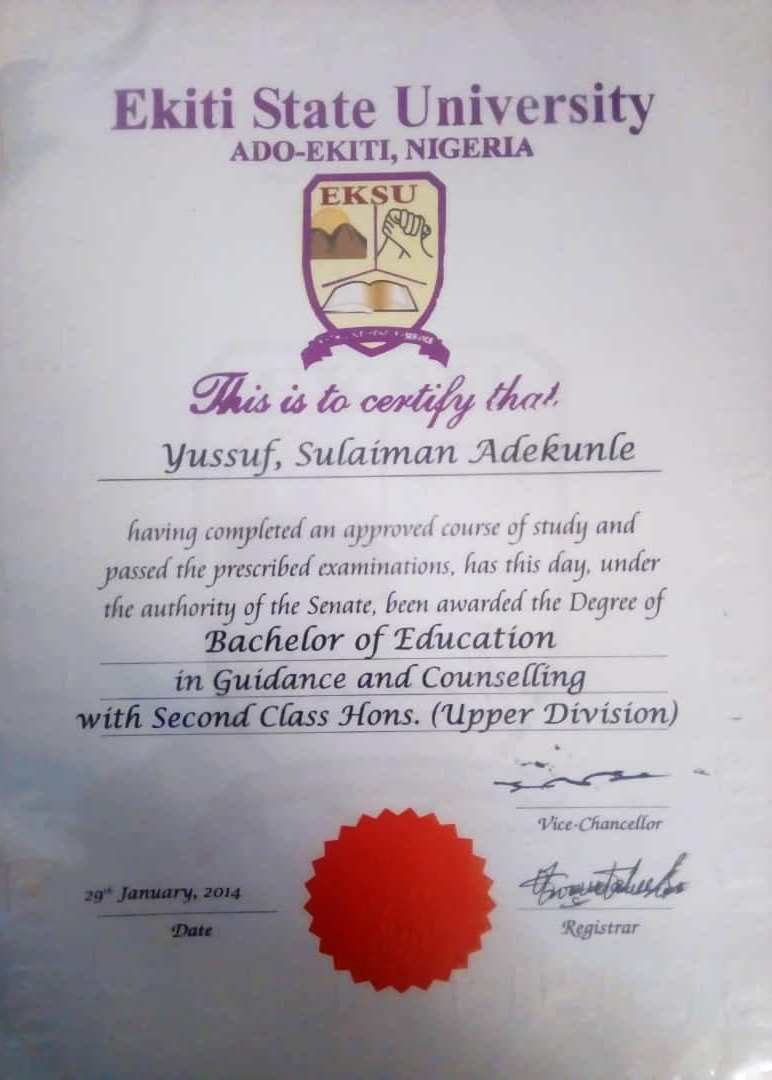 Ekiti State University
ADO-EKITI, NIGERIA
EKSU
SERVICE
This is to certify that
Yussuf, Sulaiman Adekunle
having completed an approved course of study and
passed the prescribed examinations, has this day, under
the authority of the Senate, been awarded the Degree of
Bachelor of Education
in Guidance and Counselling
with Second Class Hons. (Upper Division)
Vice-Chancellor
29th January, 2014
Date
Registrar